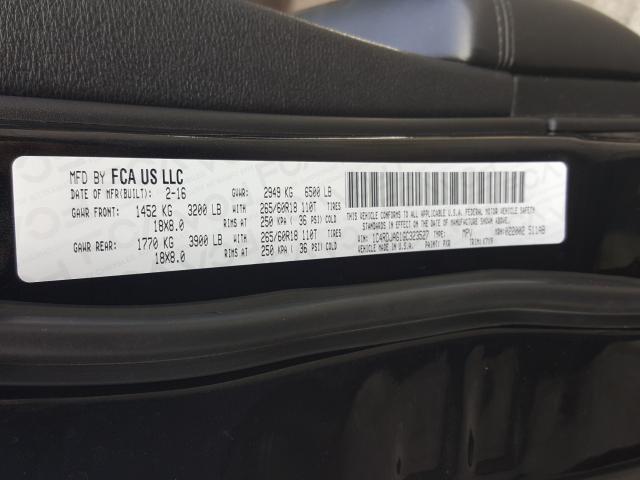 MFD BY FCA US LLC
DATE OF MFR(BUILT): 2-16 GVWR: 2949 KG 6500 LB
GAWR FRONT: 1452 KG 3200 LB WITH 265/60R18 110T TIRES
18X8.0 RIMS AT 250 KPA ( 36 PSI) COLD
GAWR REAR: 1770 KG 3900 LB WITH 265/60R18 110T TIRES
18X8.0 RIMS AT 250 KPA ( 36 PSI) COLD
THIS VEHICLE CONFORMS TO ALL APPLICABLE U.S.A. FEDERAL MOTOR VEHICLE SAFETY
STANDARDS IN EFFECT ON THE DATE OF MANUFACTURE SHOWN ABOVE.
VIN: TYPE: MPV 022002 511AB
VEHICLE MADE IN U.S.A. PAINT: PXR TRIM: